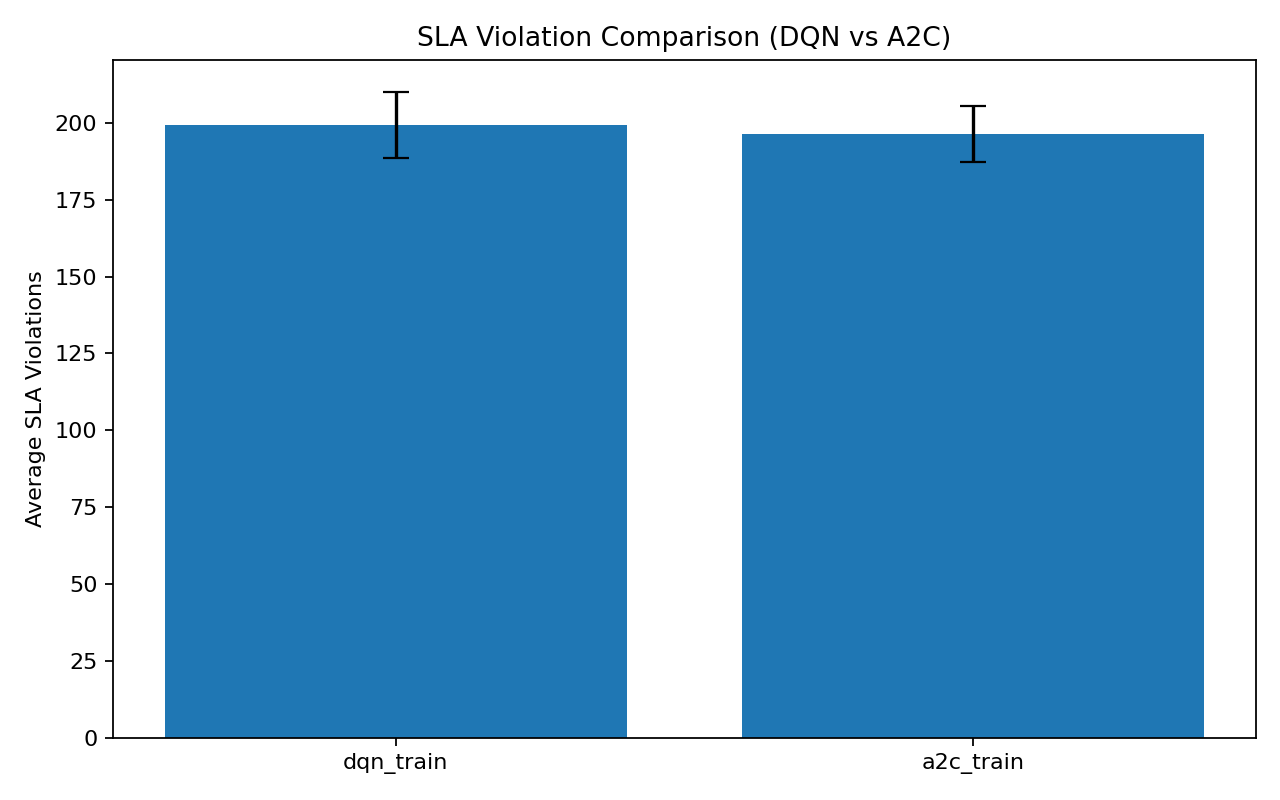 SLA Violation Comparison (DQN vs A2C)
Average SLA Violations
200
175
150
125
100
75
50
25
0
dqn_train
a2c_train